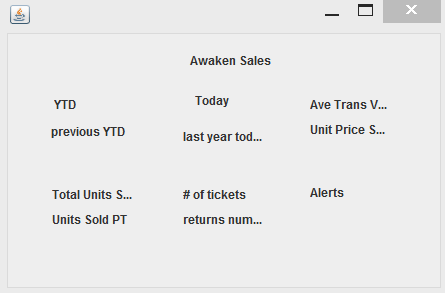 Awaken Sales
YTD
Today
Ave Trans V...
previous YTD
last year tod...
Unit Price S...
Total Units S...
# of tickets
Alerts
Units Sold PT
returns num...